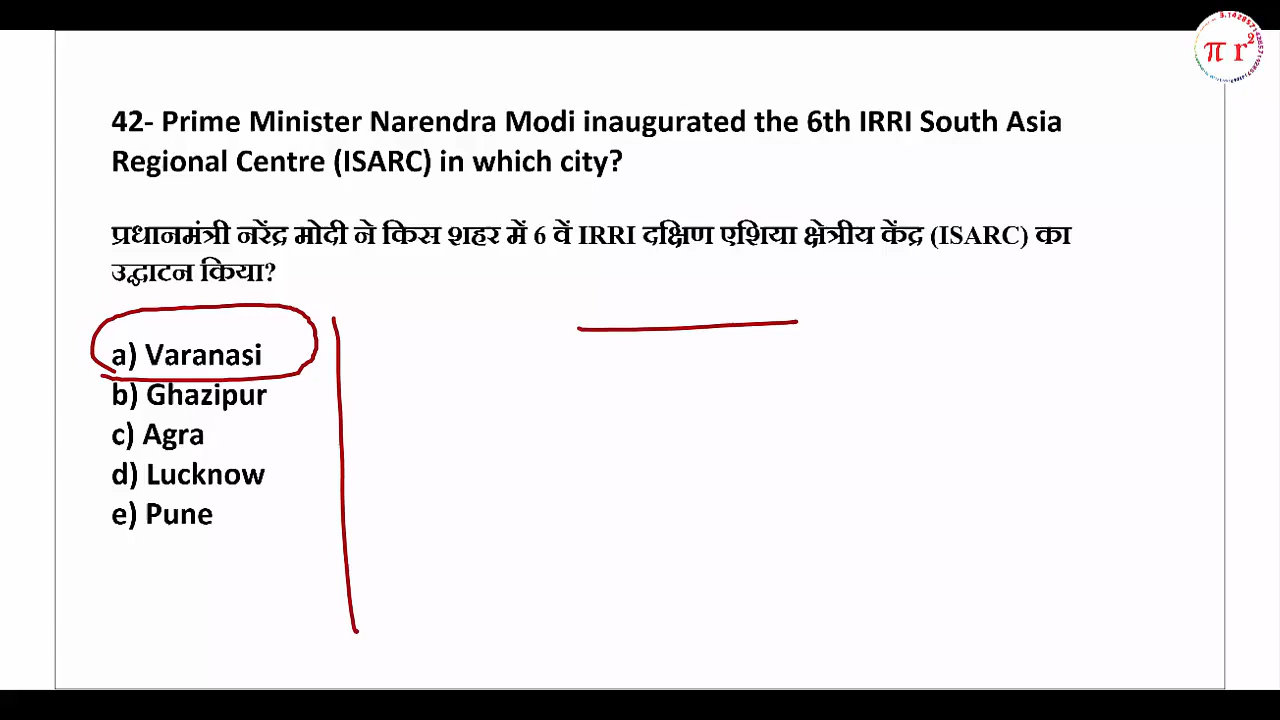 42- Prime Minister Narendra Modi inaugurated the 6th IRRI South Asia
Regional Centre (ISARC) in which city?
प्रधानमंत्री नरेंद्र मोदी ने किस शहर में 6 वें IRRI दक्षिण एशिया क्षेत्रीय केंद्र (ISARC) का
उद्घाटन किया?
a) Varanasi
b) Ghazipur
c) Agra
d) Lucknow
e) Pune
π r²